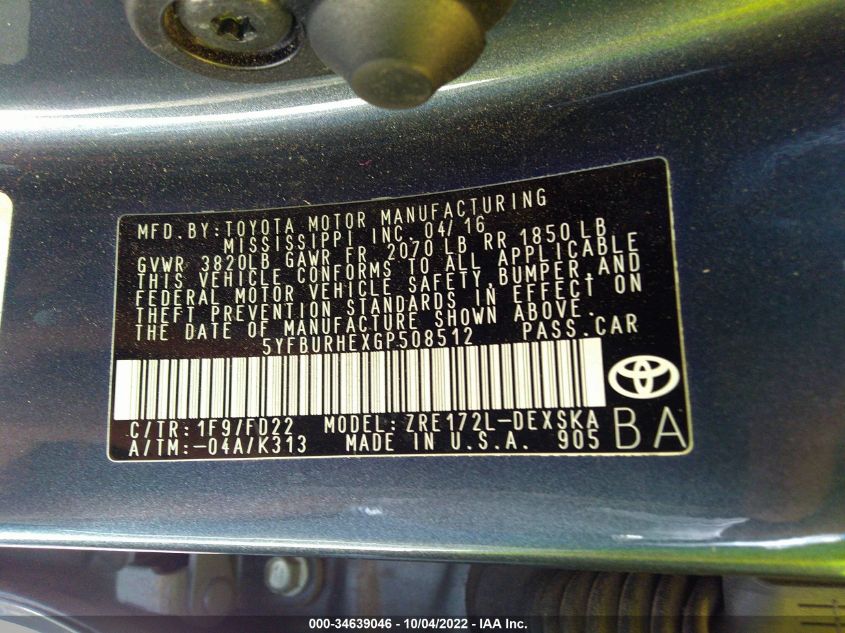 MFD.BY:TOYOTA MOTOR MANUFACTURING
MISSISSIPPI INC. 04/16
GVWR 3820LB GAWR FR 2070 LB RR 1850 LB
THIS VEHICLE CONFORMS TO ALL APPLICABLE
FEDERAL MOTOR VEHICLE SAFETY,BUMPER,AND
THEFT PREVENTION STANDARDS IN EFFECT ON
THE DATE OF MANUFACTURE SHOWN ABOVE.
5YFBURHEXGP508512 PASS.CAR
C/TR:1F9/FD22 MODEL:ZRE172L-DEXSKA
A/TM:-04A/K313 MADE IN U.S.A. 905
BA
000-34639046 - 10/04/2022 - IAA Inc.